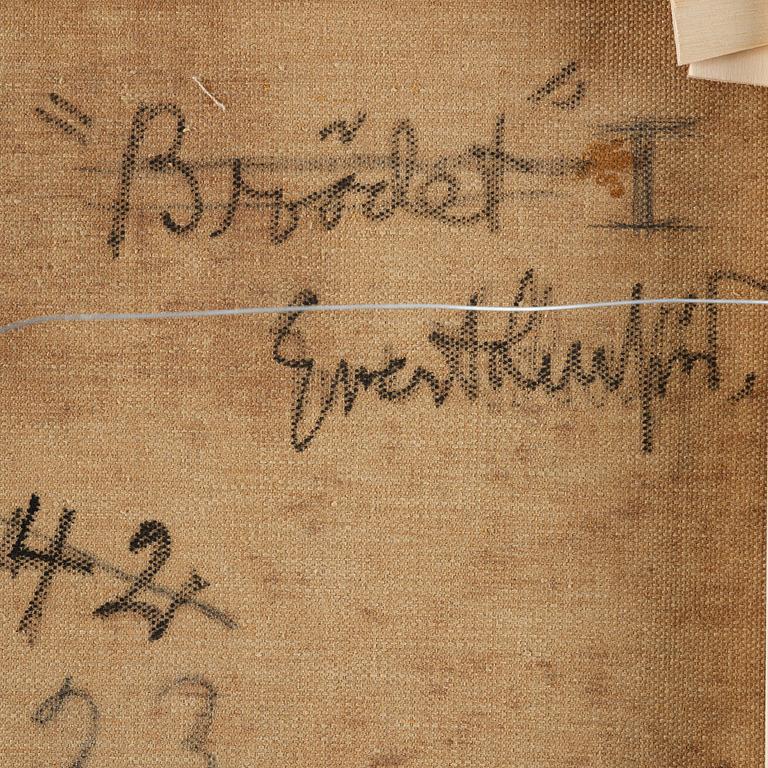 "Brödet" I
Evert Lundquist.
42
23